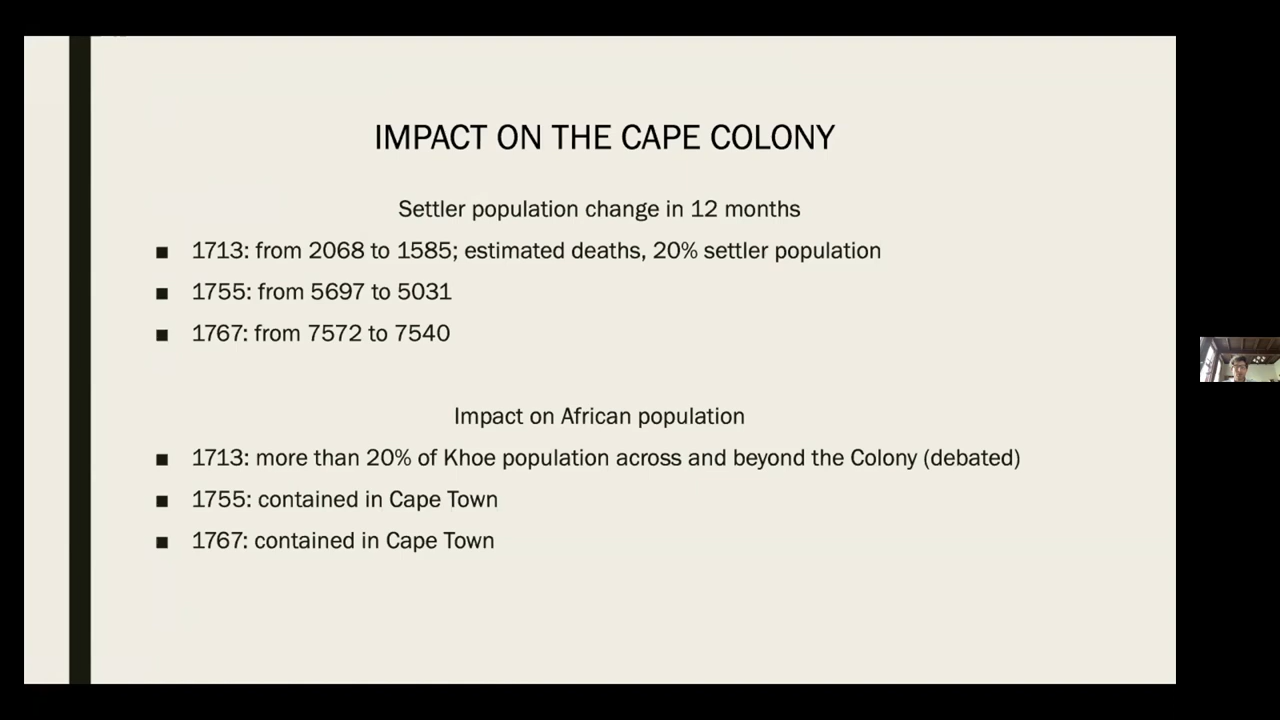 IMPACT ON THE CAPE COLONY
Settler population change in 12 months
■ 1713: from 2068 to 1585; estimated deaths, 20% settler population
■ 1755: from 5697 to 5031
■ 1767: from 7572 to 7540
Impact on African population
■ 1713: more than 20% of Khoe population across and beyond the Colony (debated)
■ 1755: contained in Cape Town
■ 1767: contained in Cape Town